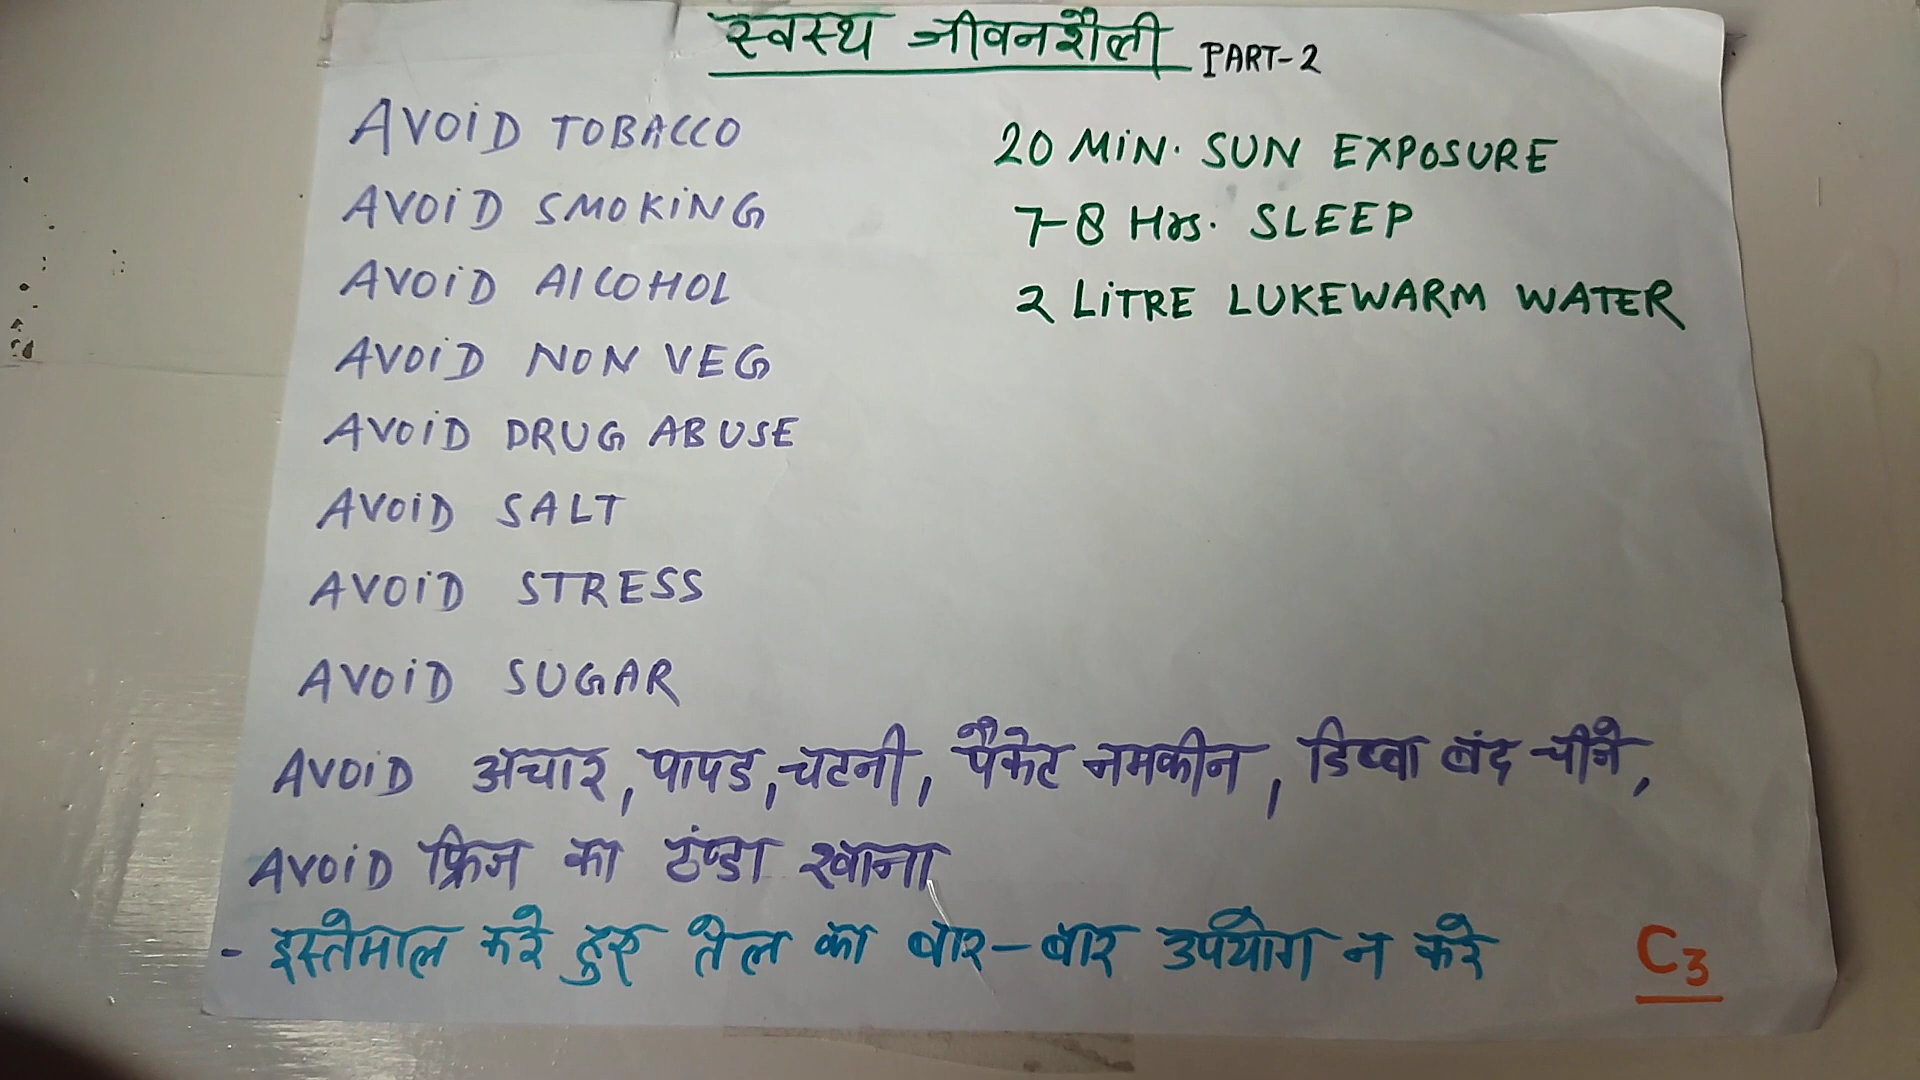 स्वस्थ जीवनशैली PART-2
AVOID TOBACCO
AVOID SMOKING
AVOID AlCOHOL
AVOID NON VEG
AVOID DRUG ABUSE
AVOID SALT
AVOID STRESS
AVOID SUGAR
20 MIN. SUN EXPOSURE
7-8 Hrs. SLEEP
2 LITRE LUKEWARM WATER
AVOID अचार, पापड, चटनी, पैकेट नमकीन, डिब्बा बंद चीजे,
AVOID फ्रिज का ठंण्डा खाना
- इस्तेमाल करे हुए तेल का बार-बार उपयोग न करे
C3